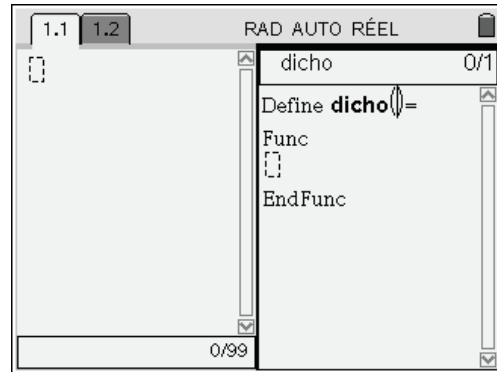 1.1 1.2 RAD AUTO RÉEL
dicho 0/1
Define dicho()=
Func
EndFunc
0/99